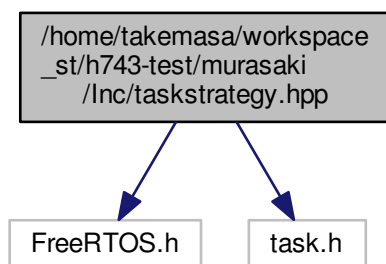 /home/takemasa/workspace
_st/h743-test/murasaki
/Inc/taskstrategy.hpp
FreeRTOS.h
task.h